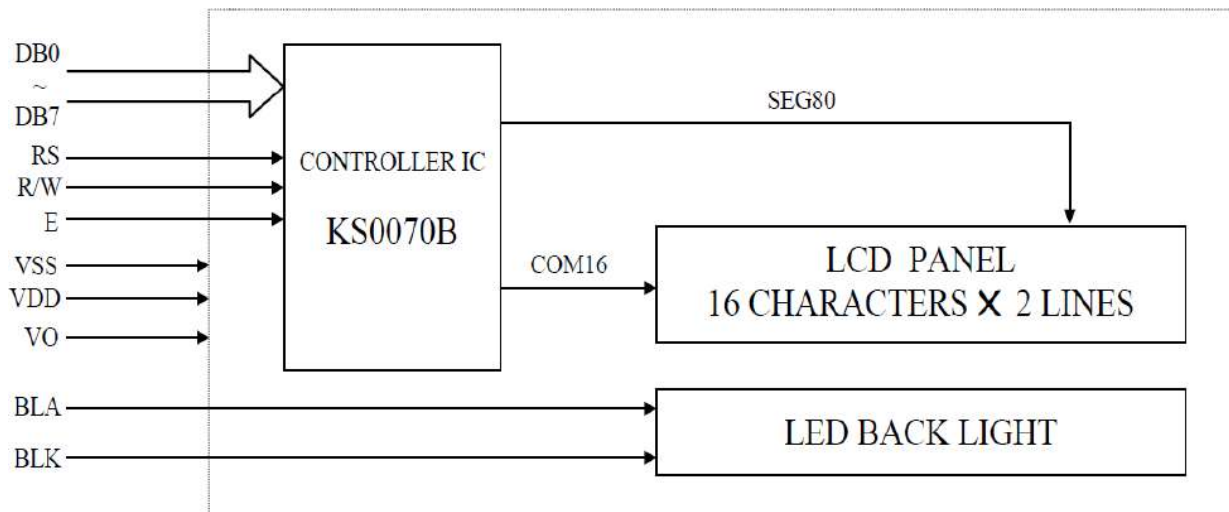 DB0
~
DB7
RS
R/W
E
VSS
VDD
VO
BLA
BLK
CONTROLLER IC
KS0070B
SEG80
COM16
LCD PANEL
16 CHARACTERS X 2 LINES
LED BACK LIGHT